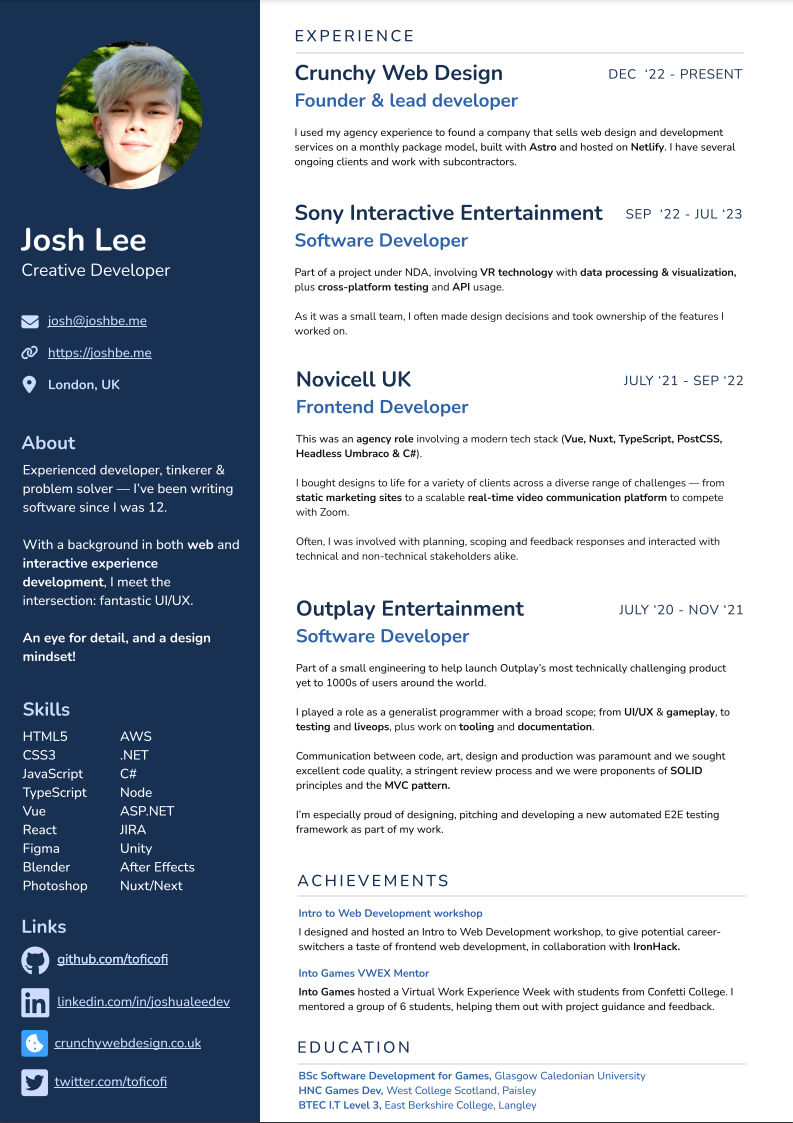 Josh Lee
Creative Developer
josh@joshbe.me
https://joshbe.me
London, UK
About
Experienced developer, tinkerer &
problem solver — I've been writing
software since I was 12.
With a background in both web and
interactive experience
development, I meet the
intersection: fantastic UI/UX.
An eye for detail, and a design
mindset!
Skills
HTML5 AWS
CSS3 .NET
JavaScript C#
TypeScript Node
Vue ASP.NET
React JIRA
Figma Unity
Blender After Effects
Photoshop Nuxt/Next
Links
github.com/toficofi
linkedin.com/in/joshualeedev
crunchywebdesign.co.uk
twitter.com/toficofi
EXPERIENCE
Crunchy Web Design DEC ‘22 - PRESENT
Founder & lead developer
I used my agency experience to found a company that sells web design and development
services on a monthly package model, built with Astro and hosted on Netlify. I have several
ongoing clients and work with subcontractors.
Sony Interactive Entertainment SEP ‘22 - JUL ‘23
Software Developer
Part of a project under NDA, involving VR technology with data processing & visualization,
plus cross-platform testing and API usage.
As it was a small team, I often made design decisions and took ownership of the features I
worked on.
Novicell UK JULY ‘21 - SEP ‘22
Frontend Developer
This was an agency role involving a modern tech stack (Vue, Nuxt, TypeScript, PostCSS,
Headless Umbraco & C#).
I bought designs to life for a variety of clients across a diverse range of challenges — from
static marketing sites to a scalable real-time video communication platform to compete
with Zoom.
Often, I was involved with planning, scoping and feedback responses and interacted with
technical and non-technical stakeholders alike.
Outplay Entertainment JULY ‘20 - NOV ‘21
Software Developer
Part of a small engineering to help launch Outplay's most technically challenging product
yet to 1000s of users around the world.
I played a role as a generalist programmer with a broad scope; from UI/UX & gameplay, to
testing and liveops, plus work on tooling and documentation.
Communication between code, art, design and production was paramount and we sought
excellent code quality, a stringent review process and we were proponents of SOLID
principles and the MVC pattern.
I'm especially proud of designing, pitching and developing a new automated E2E testing
framework as part of my work.
ACHIEVEMENTS
Intro to Web Development workshop
I designed and hosted an Intro to Web Development workshop, to give potential career-
switchers a taste of frontend web development, in collaboration with IronHack.
Into Games VWEX Mentor
Into Games hosted a Virtual Work Experience Week with students from Confetti College. I
mentored a group of 6 students, helping them out with project guidance and feedback.
EDUCATION
BSc Software Development for Games, Glasgow Caledonian University
HNC Games Dev, West College Scotland, Paisley
BTEC I.T Level 3, East Berkshire College, Langley